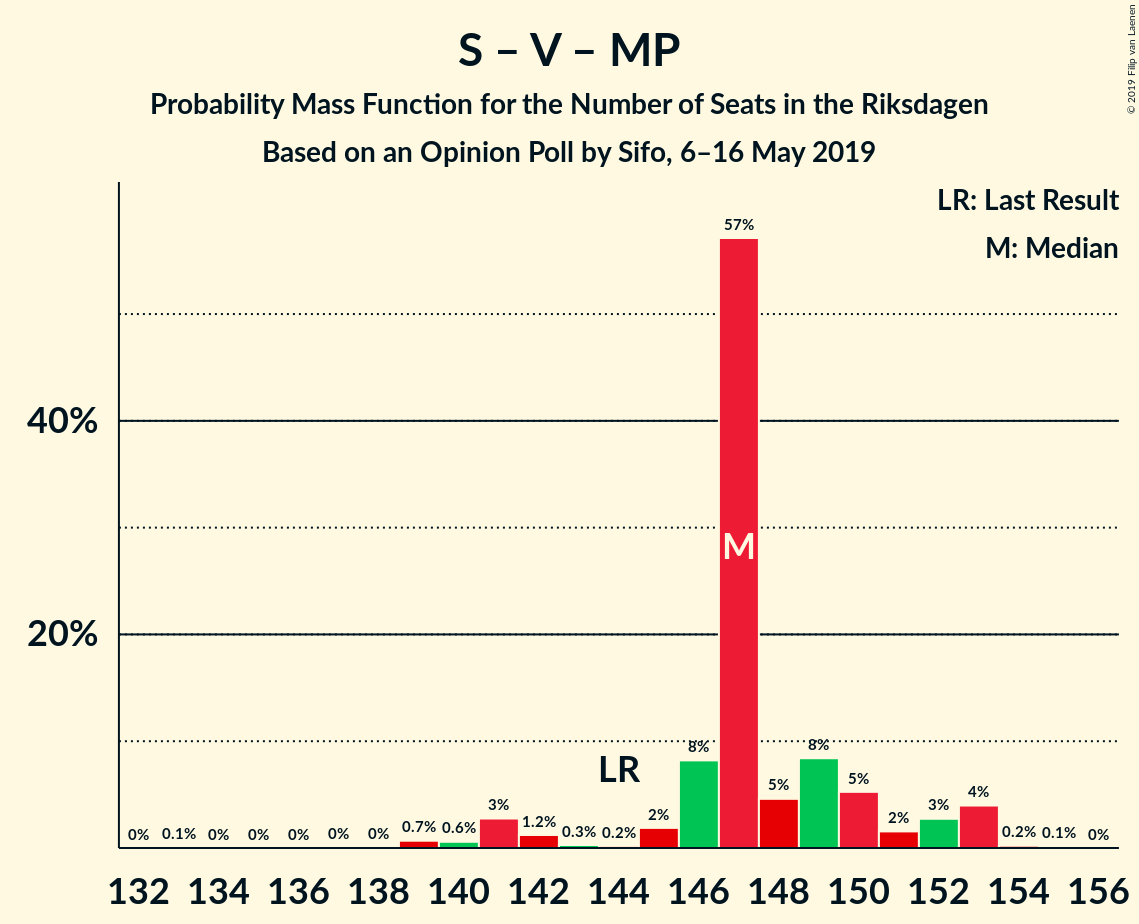 S – V – MP
Probability Mass Function for the Number of Seats in the Riksdagen
Based on an Opinion Poll by Sifo, 6–16 May 2019
© 2019 Filip van Laenen
LR: Last Result
M: Median
57%
40%
M
20%
LR
0% 0.1% 0% 0% 0% 0% 0% 0.7% 0.6% 3% 1.2% 0.3% 0.2% 2% 8% 5% 8% 5% 2% 3% 4% 0.2% 0.1% 0%
132 134 136 138 140 142 144 146 148 150 152 154 156